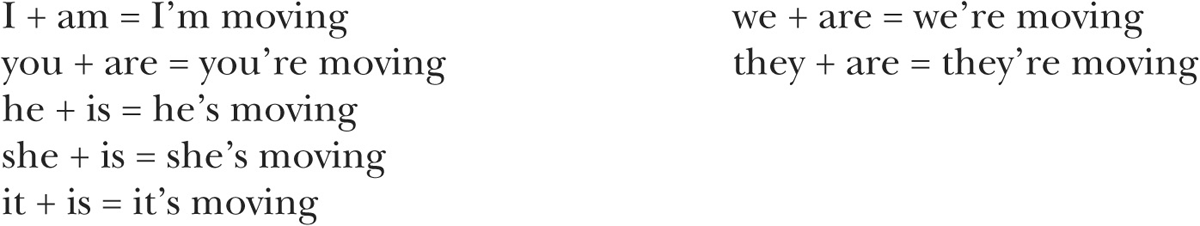 I + am = I’m moving
you + are = you’re moving
he + is = he’s moving
she + is = she’s moving
it + is = it’s moving
we + are = we’re moving
they + are = they’re moving